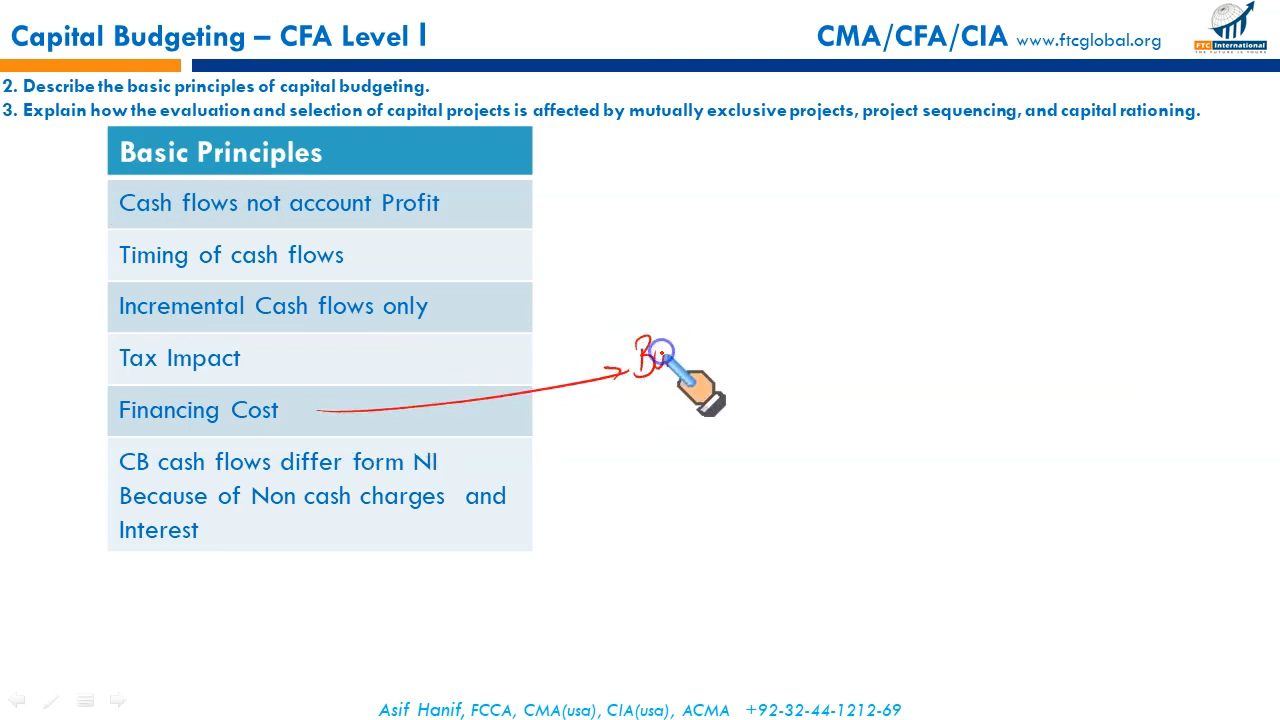 Capital Budgeting – CFA Level I
CMA/CFA/CIA www.ftcglobal.org
FTC International
THE FUTURE IS YOURS
2. Describe the basic principles of capital budgeting.
3. Explain how the evaluation and selection of capital projects is affected by mutually exclusive projects, project sequencing, and capital rationing.
Basic Principles
Cash flows not account Profit
Timing of cash flows
Incremental Cash flows only
Tax Impact
Financing Cost
CB cash flows differ form NI
Because of Non cash charges and
Interest
Asif Hanif, FCCA, CMA(usa), CIA(usa), ACMA +92-32-44-1212-69